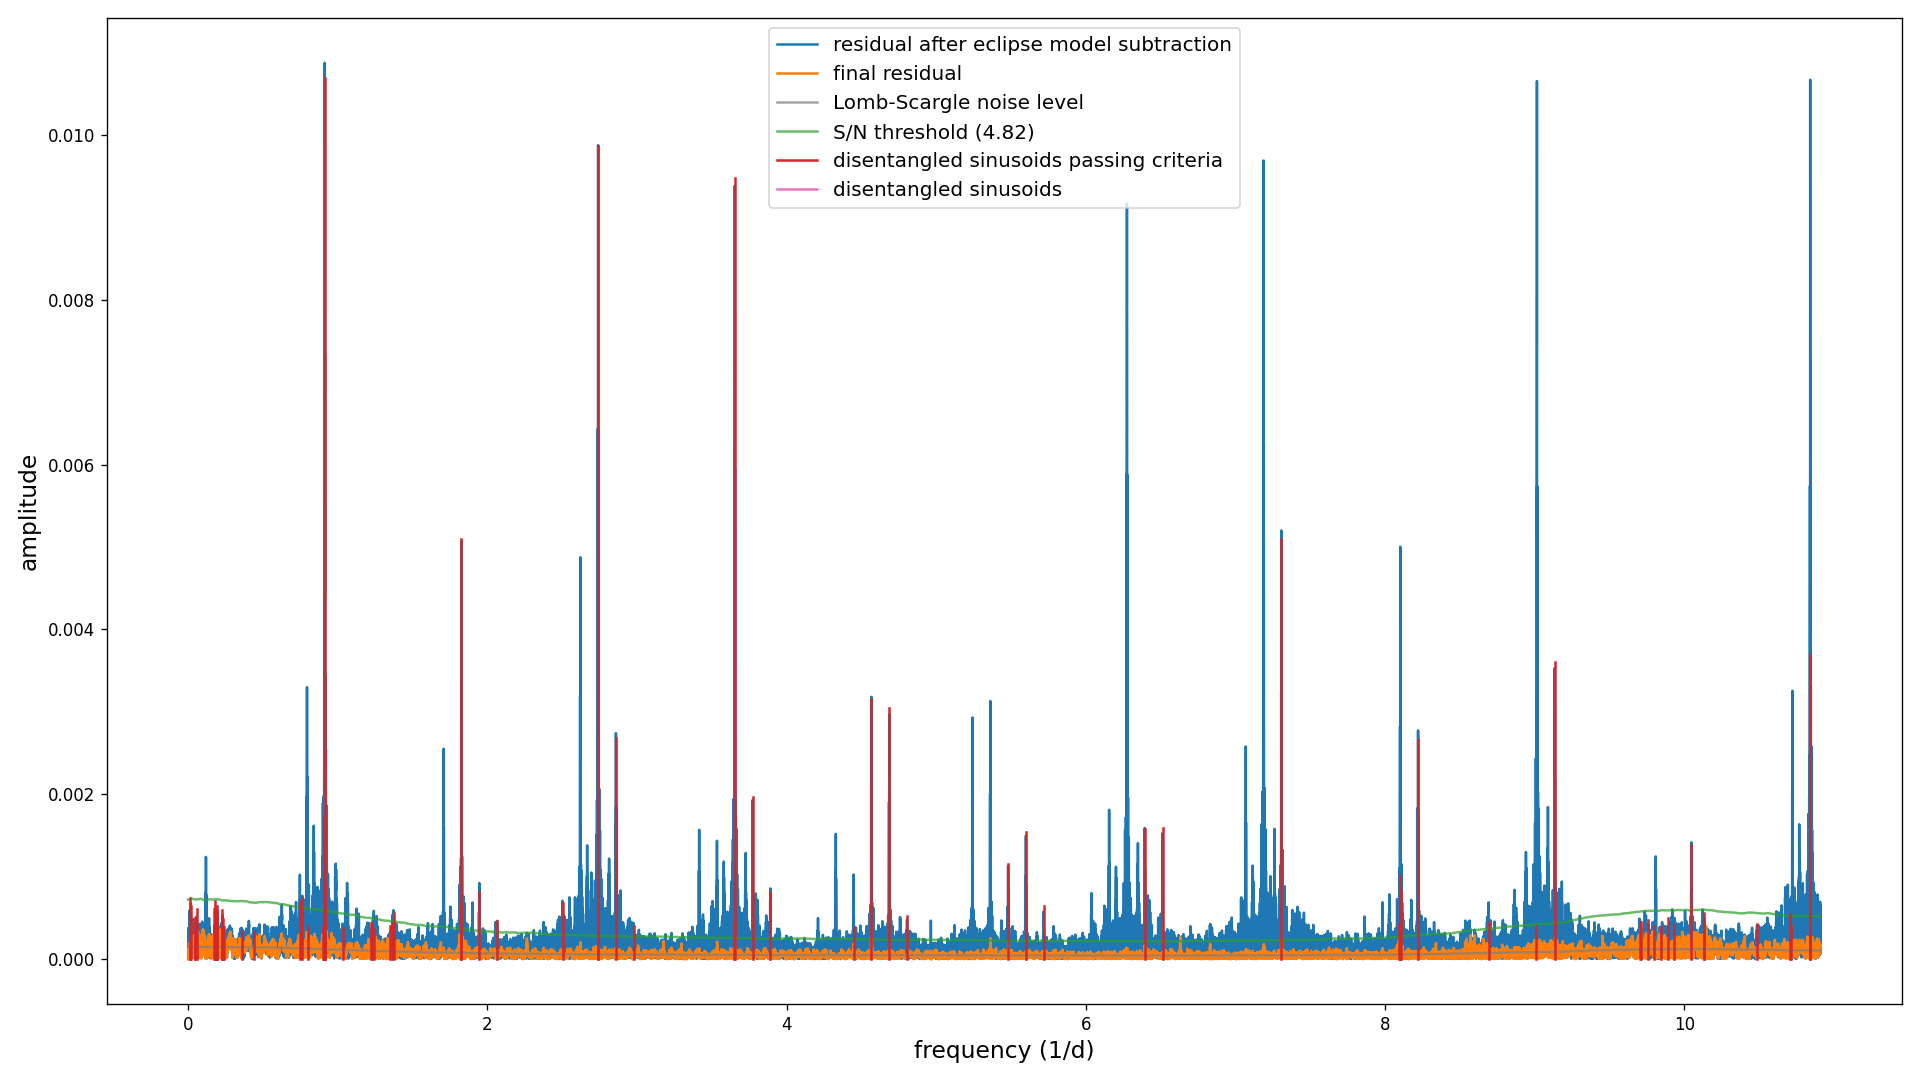 residual after eclipse model subtraction
final residual
Lomb-Scargle noise level
S/N threshold (4.82)
disentangled sinusoids passing criteria
disentangled sinusoids
amplitude
0.010
0.008
0.006
0.004
0.002
0.000
0 2 4 6 8 10
frequency (1/d)